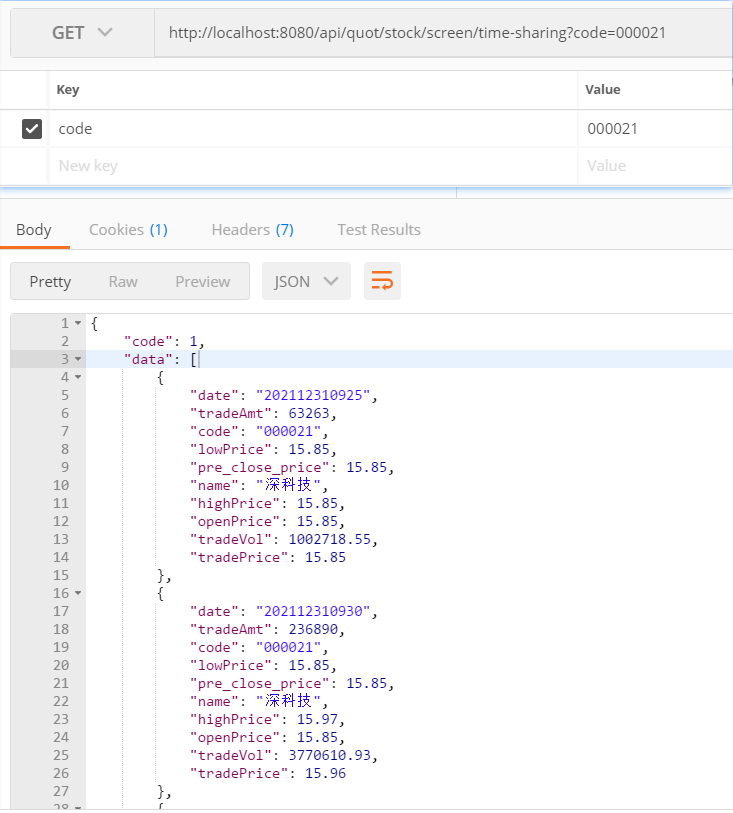 GET http://localhost:8080/api/quot/stock/screen/time-sharing?code=000021
Key Value
code 000021
New key Value
Body Cookies (1) Headers (7) Test Results
Pretty Raw Preview JSON
1 {
2 "code": 1,
3 "data": [
4 {
5 "date": "202112310925",
6 "tradeAmt": 63263,
7 "code": "000021",
8 "lowPrice": 15.85,
9 "pre_close_price": 15.85,
10 "name": "深科技",
11 "highPrice": 15.85,
12 "openPrice": 15.85,
13 "tradeVol": 1002718.55,
14 "tradePrice": 15.85
15 },
16 {
17 "date": "202112310930",
18 "tradeAmt": 236890,
19 "code": "000021",
20 "lowPrice": 15.85,
21 "pre_close_price": 15.85,
22 "name": "深科技",
23 "highPrice": 15.97,
24 "openPrice": 15.85,
25 "tradeVol": 3770610.93,
26 "tradePrice": 15.96
27 },
28 {